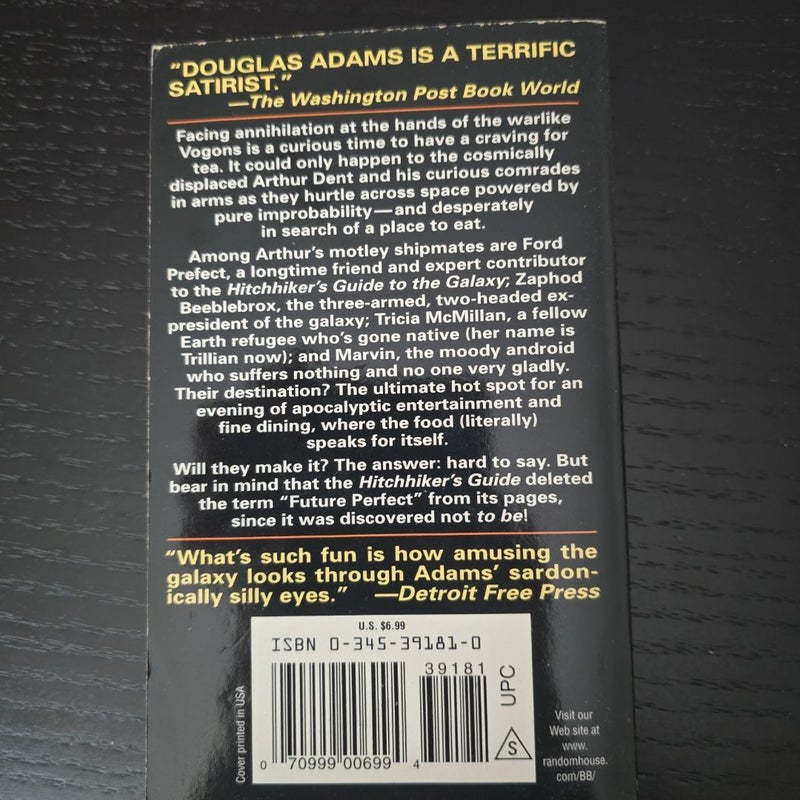 “DOUGLAS ADAMS IS A TERRIFIC
SATIRIST.”
—The Washington Post Book World
Facing annihilation at the hands of the warlike
Vogons is a curious time to have a craving for
tea. It could only happen to the cosmically
displaced Arthur Dent and his curious comrades
in arms as they hurtle across space powered by
pure improbability—and desperately
in search of a place to eat.
Among Arthur’s motley shipmates are Ford
Prefect, a longtime friend and expert contributor
to the Hitchhiker’s Guide to the Galaxy; Zaphod
Beeblebrox, the three-armed, two-headed ex-
president of the galaxy; Tricia McMillan, a fellow
Earth refugee who’s gone native (her name is
Trillian now); and Marvin, the moody android
who suffers nothing and no one very gladly.
Their destination? The ultimate hot spot for an
evening of apocalyptic entertainment and
fine dining, where the food (literally)
speaks for itself.
Will they make it? The answer: hard to say. But
bear in mind that the Hitchhiker’s Guide deleted
the term “Future Perfect” from its pages,
since it was discovered not to be!
“What’s such fun is how amusing the
galaxy looks through Adams’ sardon-
ically silly eyes.” —Detroit Free Press
U.S. $6.99
ISBN 0-345-39181-0
39181
UPC
S
0 70999 00699 4
Cover printed in USA
Visit our
Web site at
www.
randomhouse.
com/BB/